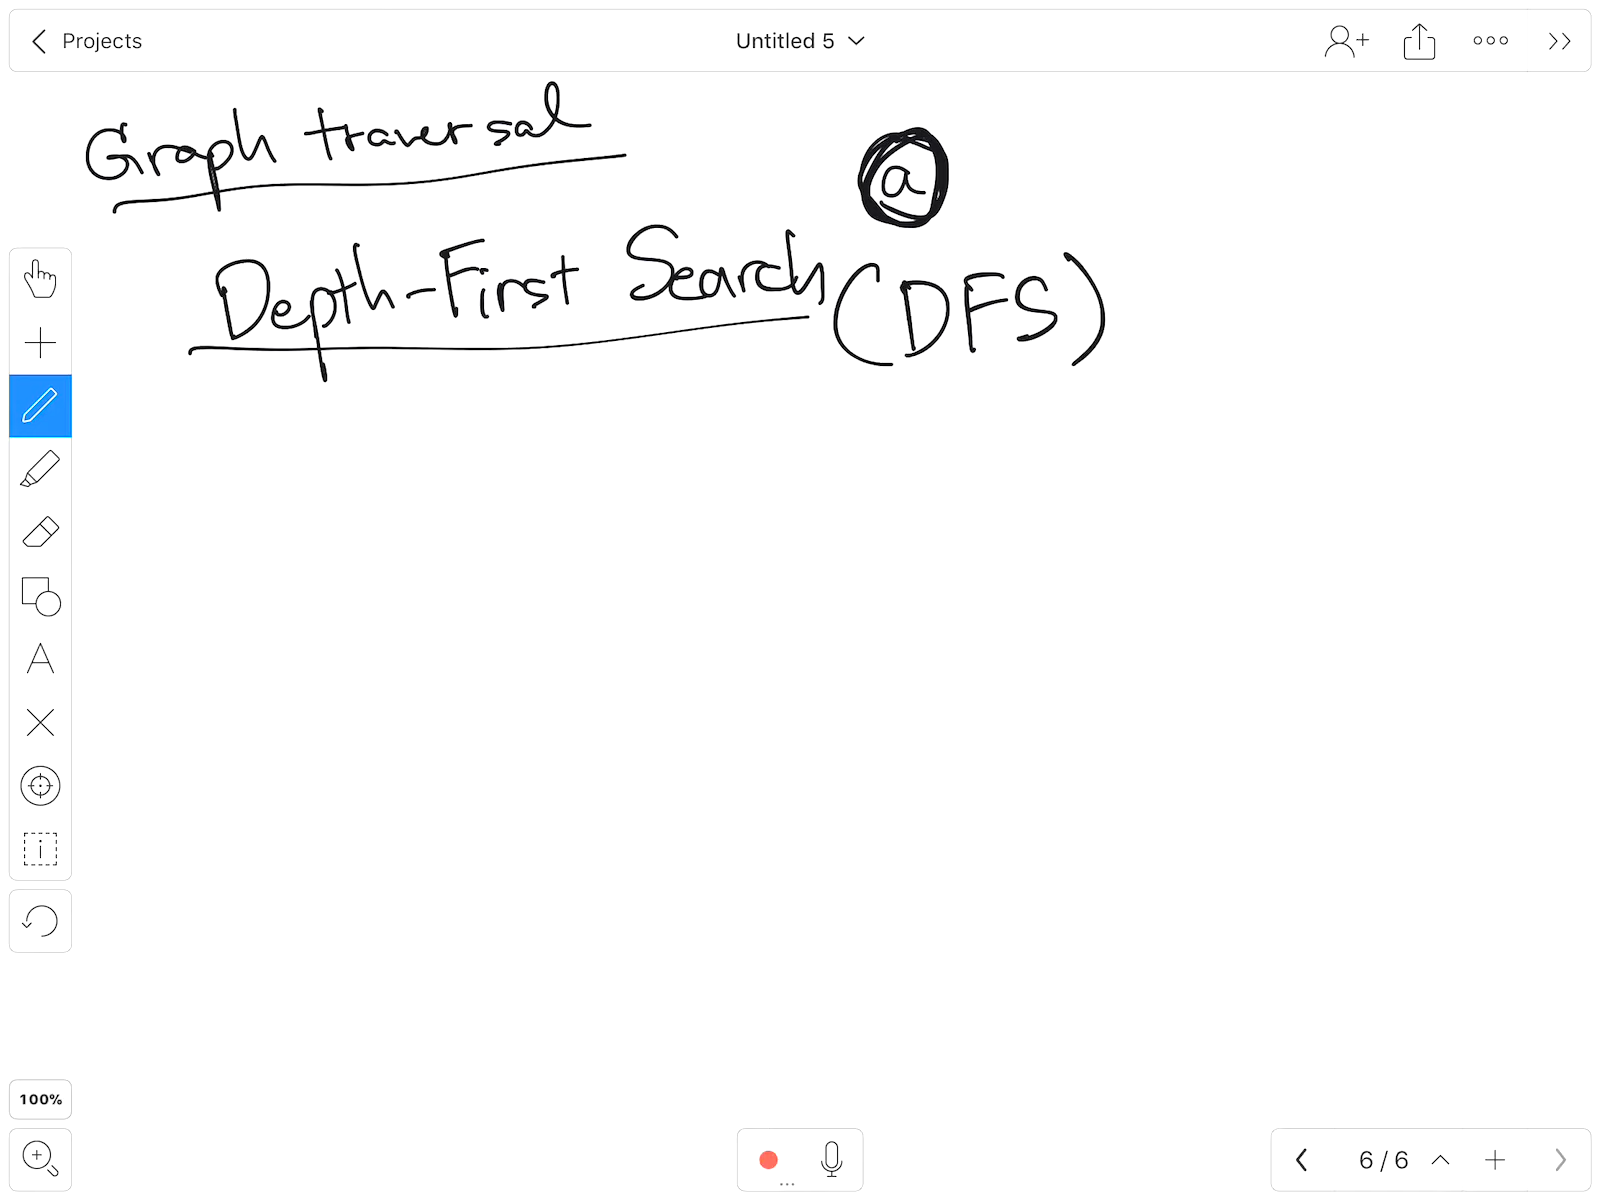 Projects
Untitled 5
Graph traversal
a
Depth-First Search (DFS)
A
i
100%
6 / 6